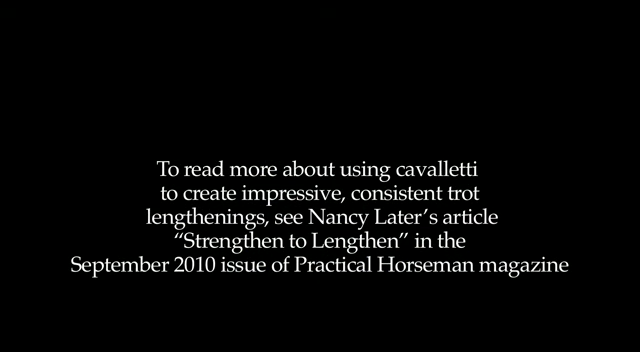 To read more about using cavalletti
to create impressive, consistent trot
lengthenings, see Nancy Later’s article
“Strengthen to Lengthen” in the
September 2010 issue of Practical Horseman magazine